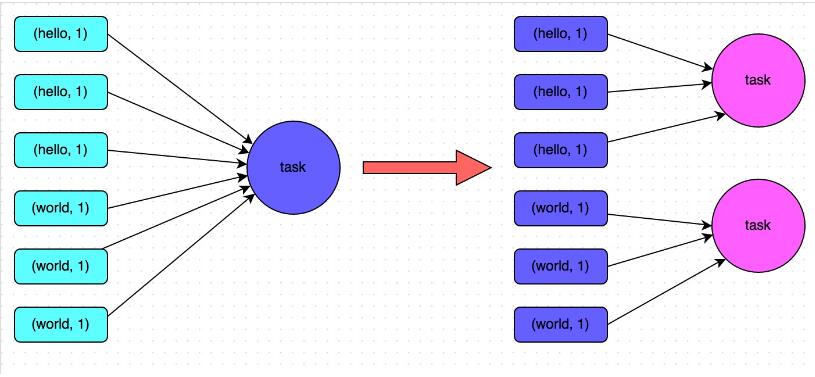 (hello, 1)
(hello, 1)
(hello, 1)
(world, 1)
(world, 1)
(world, 1)
task
(hello, 1)
(hello, 1)
(hello, 1)
(world, 1)
(world, 1)
(world, 1)
task
task